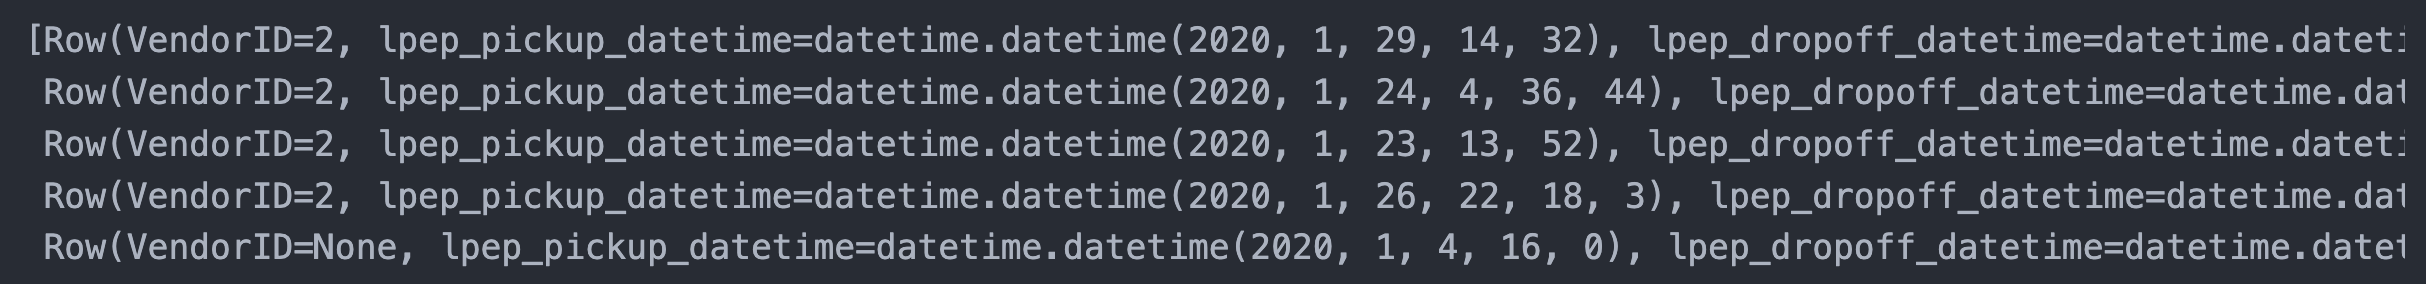 [Row(VendorID=2, lpep_pickup_datetime=datetime.datetime(2020, 1, 29, 14, 32), lpep_dropoff_datetime=datetime.dateti
Row(VendorID=2, lpep_pickup_datetime=datetime.datetime(2020, 1, 24, 4, 36, 44), lpep_dropoff_datetime=datetime.dat
Row(VendorID=2, lpep_pickup_datetime=datetime.datetime(2020, 1, 23, 13, 52), lpep_dropoff_datetime=datetime.dateti
Row(VendorID=2, lpep_pickup_datetime=datetime.datetime(2020, 1, 26, 22, 18, 3), lpep_dropoff_datetime=datetime.dat
Row(VendorID=None, lpep_pickup_datetime=datetime.datetime(2020, 1, 4, 16, 0), lpep_dropoff_datetime=datetime.datet